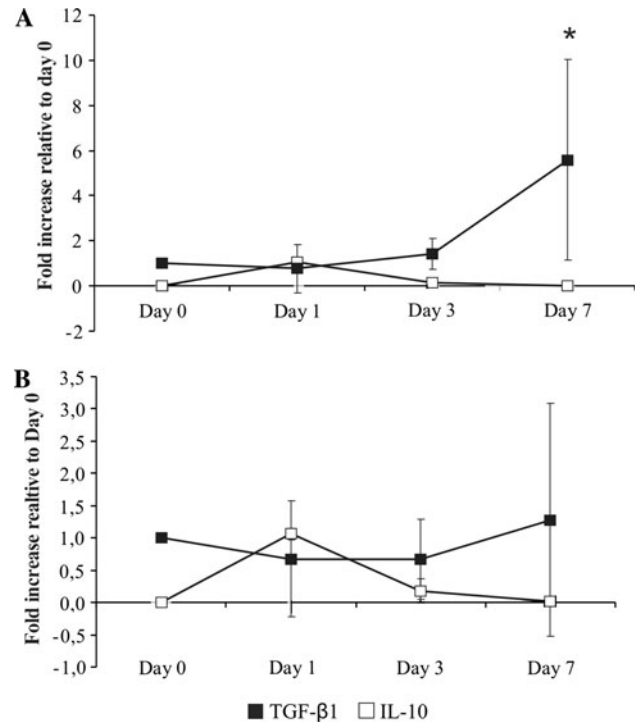 A
Fold increase relative to day 0
12
10
8
6
4
2
0
-2
*
Day 0 Day 1 Day 3 Day 7
B
Fold increase realtive to Day 0
3,5
3,0
2,5
2,0
1,5
1,0
0,5
0,0
-0,5
-1,0
Day 0 Day 1 Day 3 Day 7
TGF-β1 IL-10